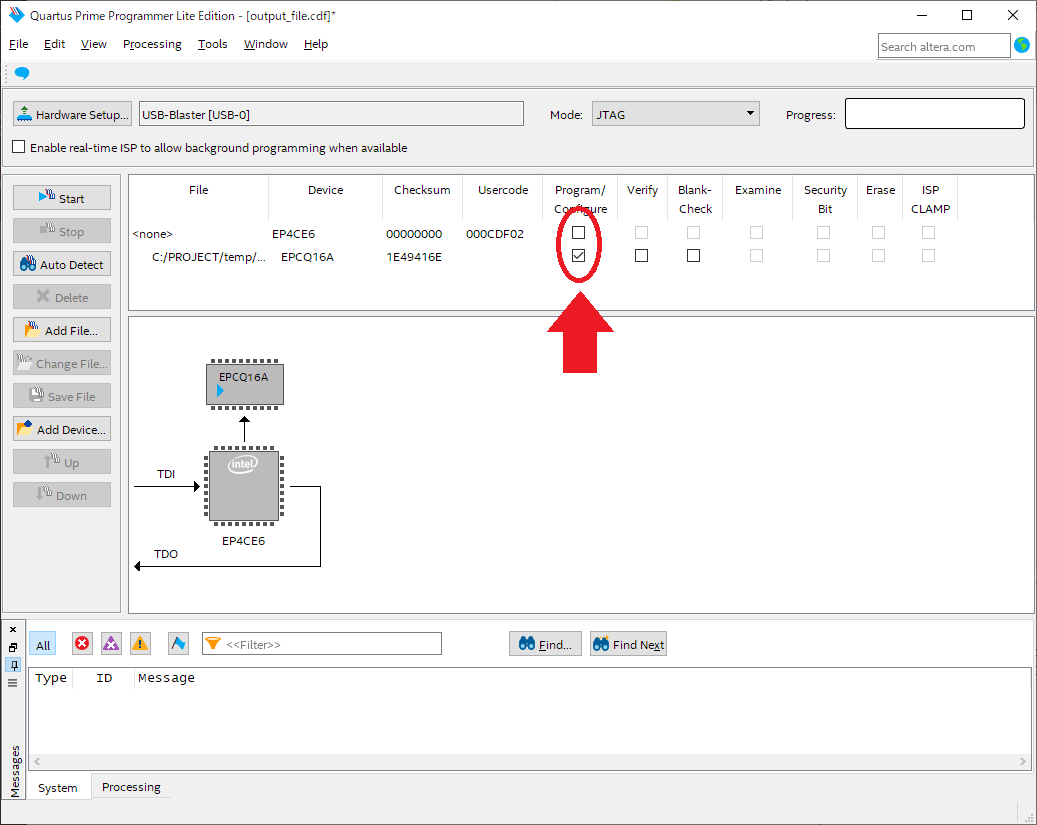 Quartus Prime Programmer Lite Edition - [output_file.cdf]*
File Edit View Processing Tools Window Help
Search altera.com
Hardware Setup... USB-Blaster [USB-0] Mode: JTAG Progress:
Enable real-time ISP to allow background programming when available
Start
Stop
Auto Detect
Delete
Add File...
Change File...
Save File
Add Device...
Up
Down
File Device Checksum Usercode Program/ Verify Blank- Examine Security Erase ISP
Configure Check Bit CLAMP
<none> EP4CE6 00000000 000CDF02
C:/PROJECT/temp/... EPCQ16A 1E49416E
EPCQ16A
intel
TDI
EP4CE6
TDO
All <<Filter>> Find... Find Next
Type ID Message
Messages
System Processing